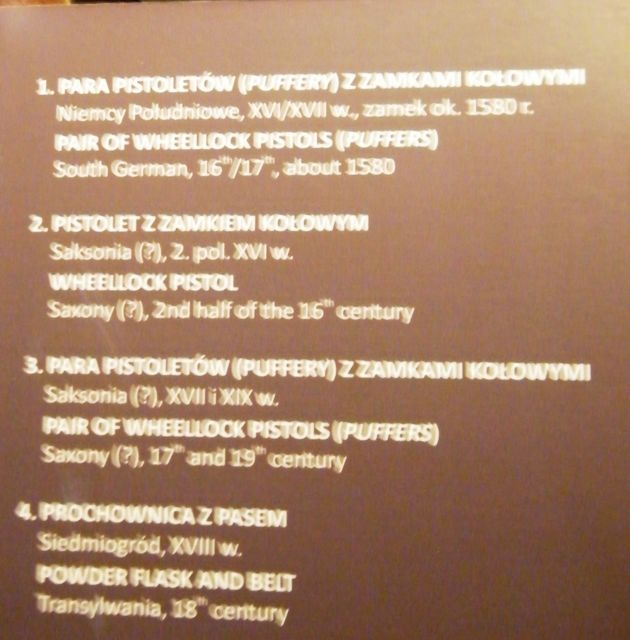 1. PARA PISTOLETÓW (PUFFERY) Z ZAMKAMI KOŁOWYMI
Niemcy Południowe, XVI/XVII w., zamek ok. 1580 r.
PAIR OF WHEELLOCK PISTOLS (PUFFERS)
South German, 16th/17th, about 1580
2. PISTOLET Z ZAMKIEM KOŁOWYM
Saksonia (?), 2. pol. XVI w.
WHEELLOCK PISTOL
Saxony (?), 2nd half of the 16th century
3. PARA PISTOLETÓW (PUFFERY) Z ZAMKAMI KOŁOWYMI
Saksonia (?), XVII i XIX w.
PAIR OF WHEELLOCK PISTOLS (PUFFERS)
Saxony (?), 17th and 19th century
4. PROCHOWNICA Z PASEM
Siedmiogród, XVIII w.
POWDER FLASK AND BELT
Transylwania, 18th century